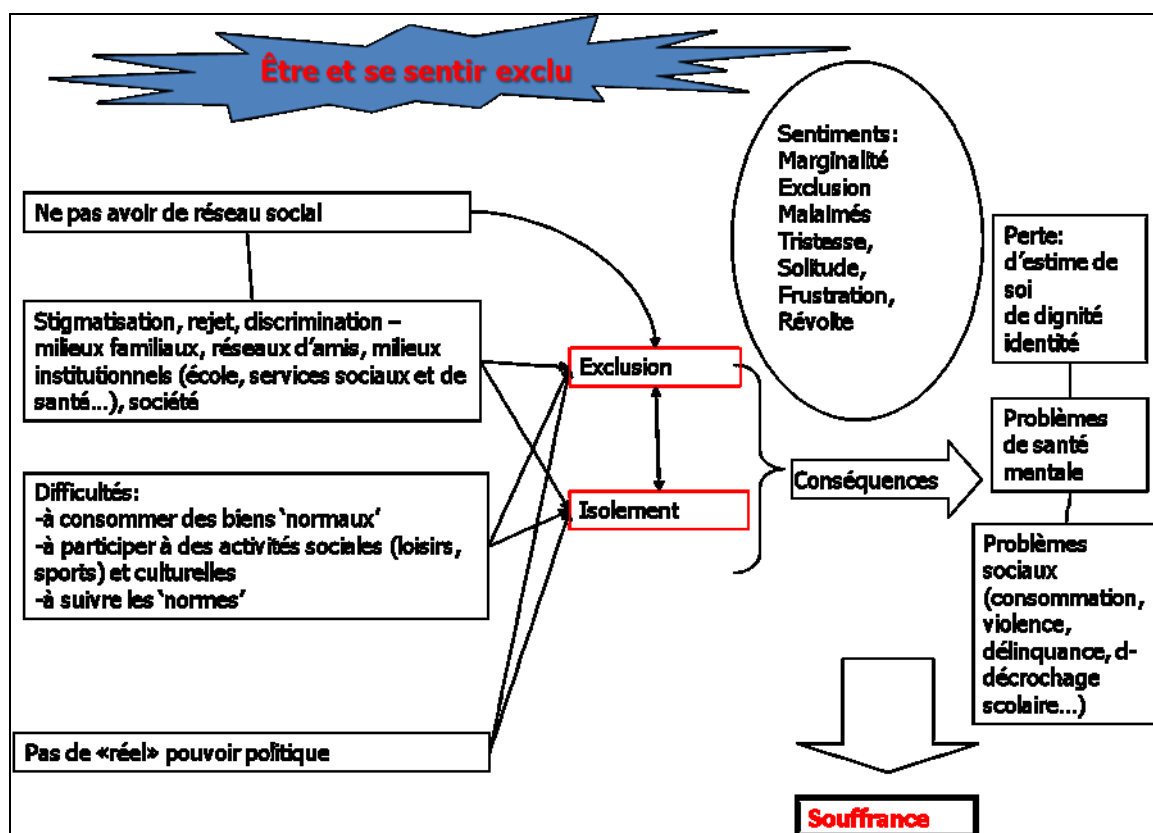 Être et se sentir exclu
Sentiments:
Marginalité
Exclusion
Malaimés
Tristesse,
Solitude,
Frustration,
Révolte
Ne pas avoir de réseau social
Stigmatisation, rejet, discrimination –
milieux familiaux, réseaux d'amis, milieux
institutionnels (école, services sociaux et de
santé...), société
Difficultés:
-à consommer des biens 'normaux'
-à participer à des activités sociales (loisirs,
sports) et culturelles
-à suivre les 'normes'
Pas de «réel» pouvoir politique
Exclusion
Isolement
Conséquences
Perte:
d'estime de
soi
de dignité
identité
Problèmes
de santé
mentale
Problèmes
sociaux
(consommation,
violence,
délinquance, d-
décrochage
scolaire...)
Souffrance